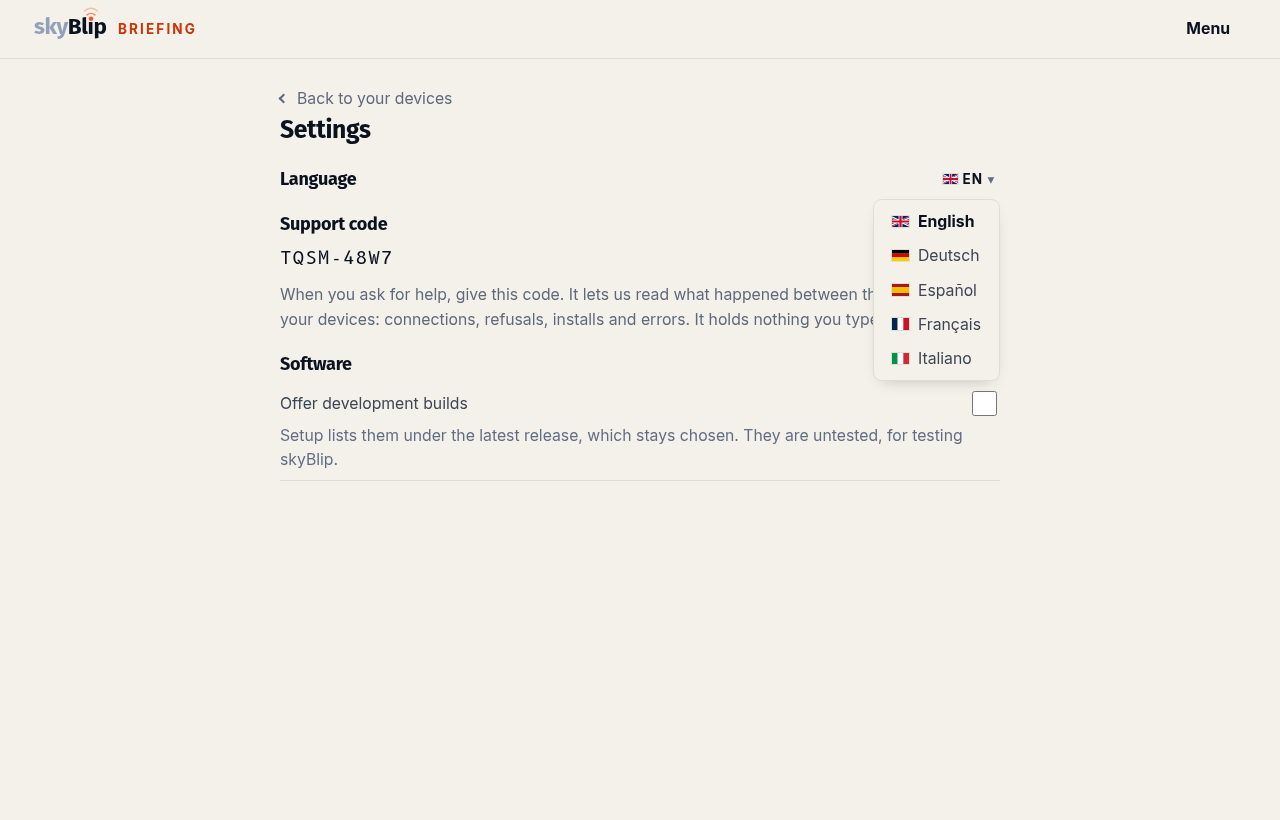 skyBlip BRIEFING
Menu
Back to your devices
Settings
Language
EN
English
Deutsch
Español
Français
Italiano
Support code
TQSM-48W7
When you ask for help, give this code. It lets us read what happened between
your devices: connections, refusals, installs and errors. It holds nothing you
Software
Offer development builds
Setup lists them under the latest release, which stays chosen. They are untested, for testing
skyBlip.